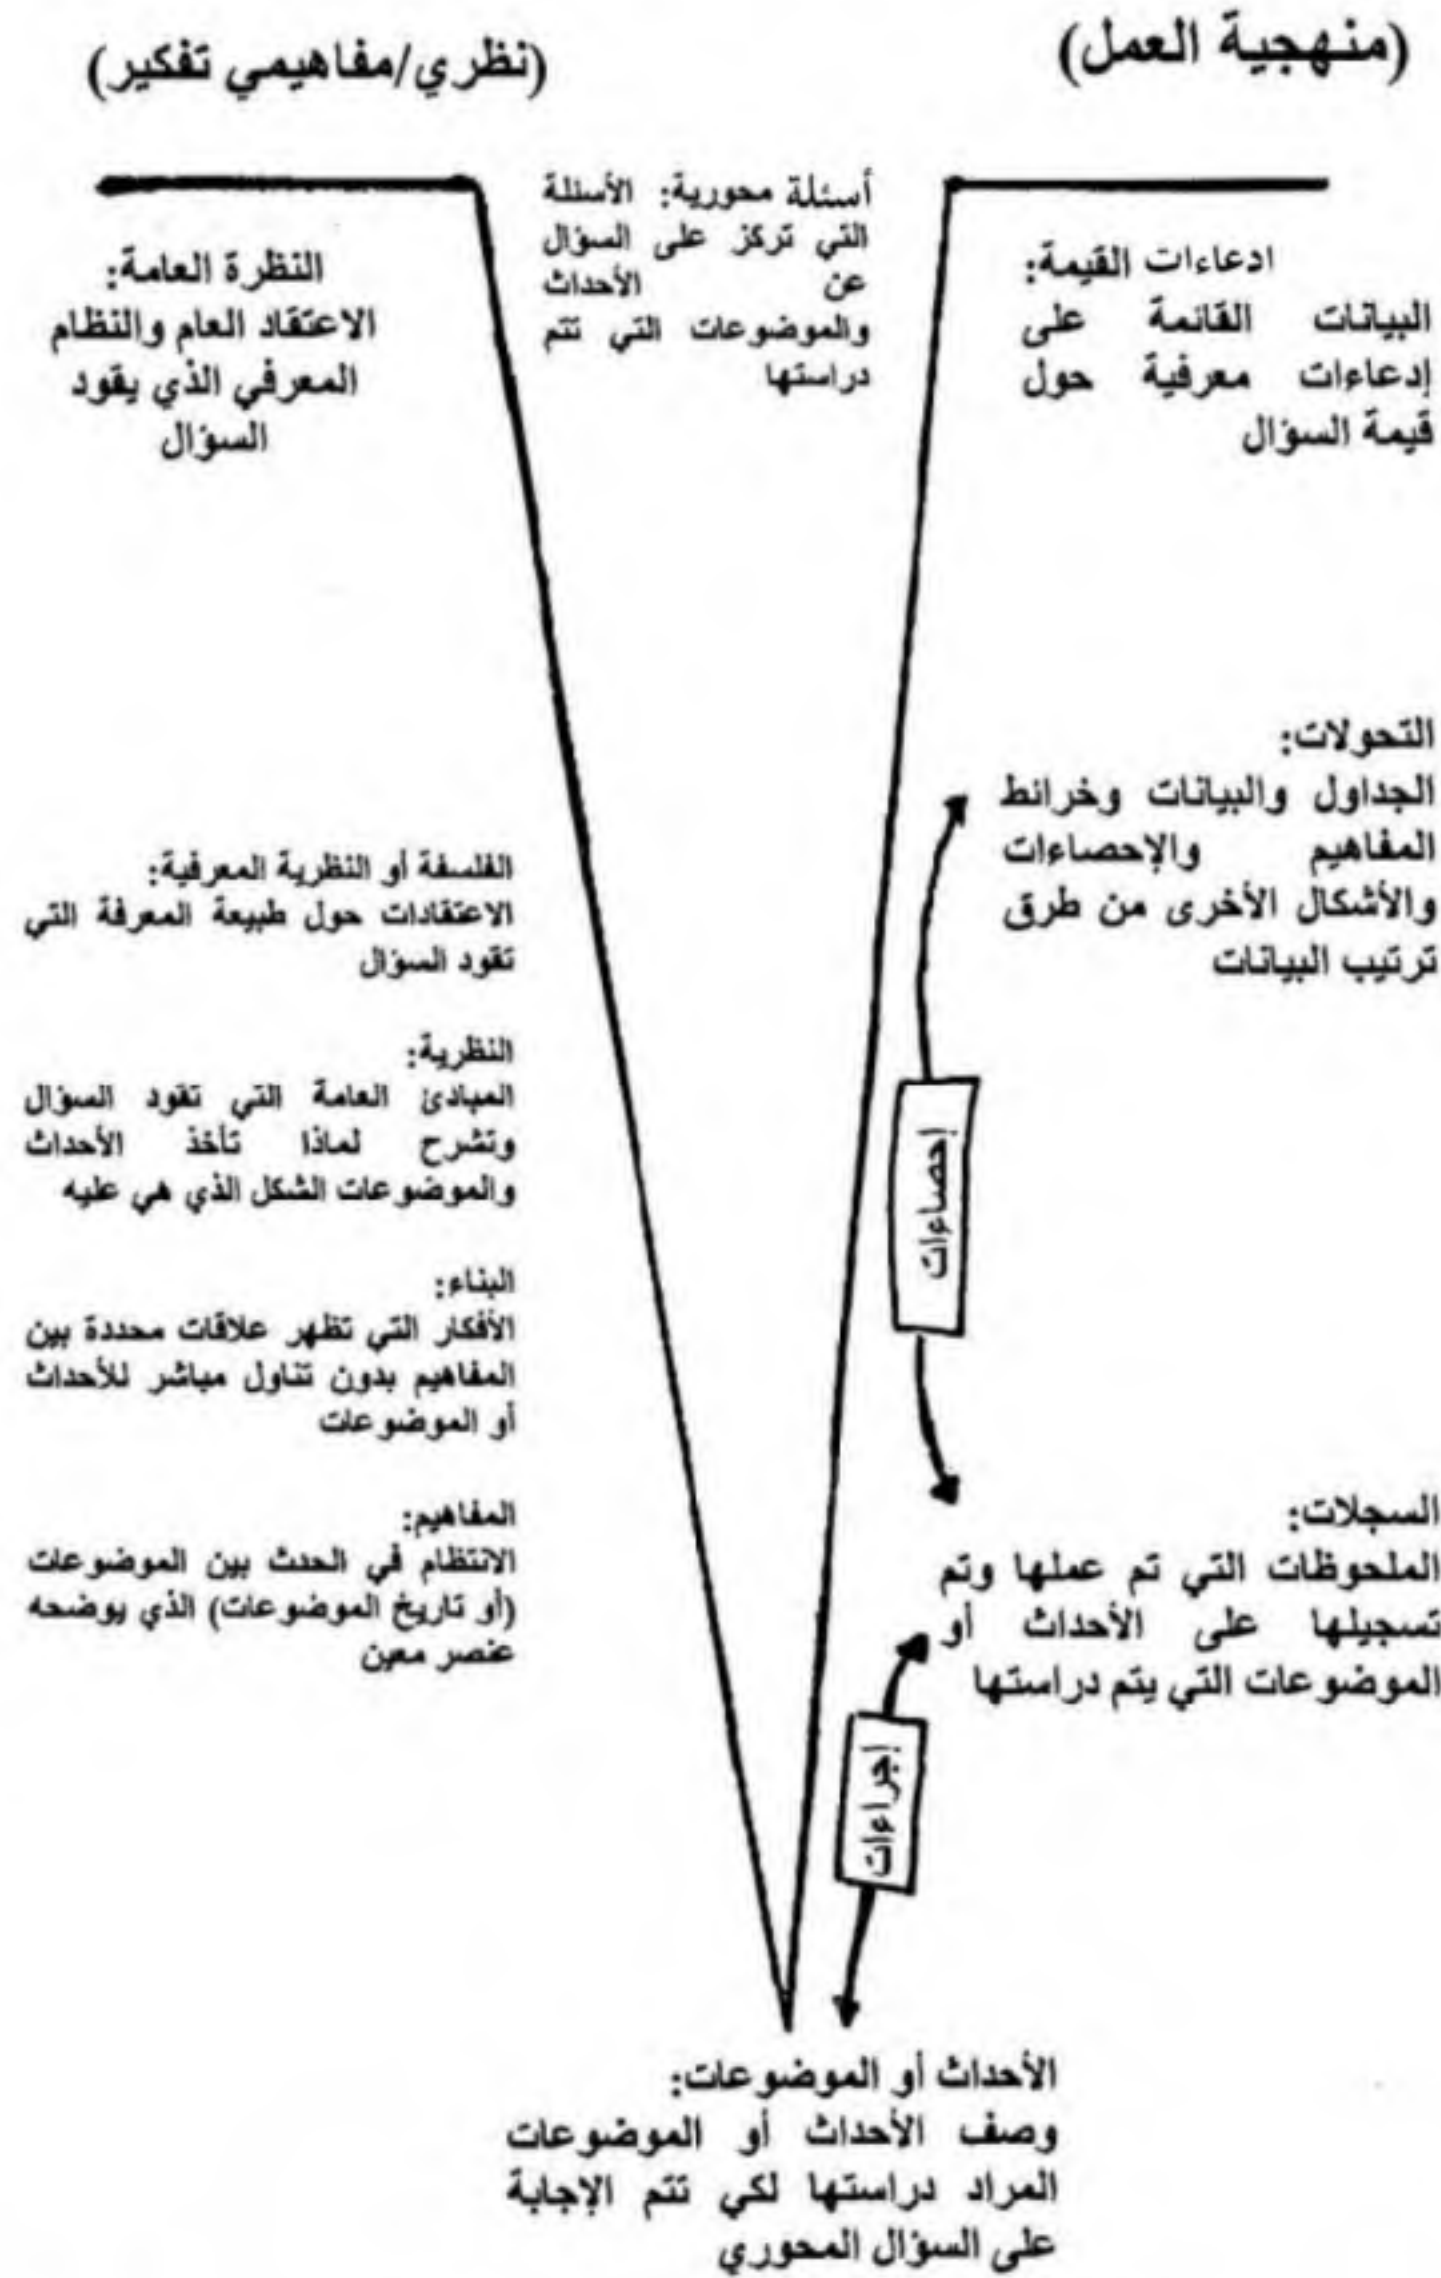 (منهجية العمل)
(نظري/مفاهيمي تفكير)
ادعاءات القيمة:
البيانات القائمة على
إدعاءات معرفية حول
قيمة السؤال
أسئلة محورية: الأسئلة
التي تركز على السؤال
عن الأحداث
والموضوعات التي تتم
دراستها
النظرة العامة:
الاعتقاد العام والنظام
المعرفي الذي يقود
السؤال
التحولات:
الجداول والبيانات وخرائط
المفاهيم والإحصاءات
والأشكال الأخرى من طرق
ترتيب البيانات
إحصاءات
السجلات:
الملحوظات التي تم عملها وتم
تسجيلها على الأحداث أو
الموضوعات التي يتم دراستها
إجراءات
الفلسفة أو النظرية المعرفية:
الاعتقادات حول طبيعة المعرفة التي
تقود السؤال
النظرية:
المبادئ العامة التي تقود السؤال
وتشرح لماذا تأخذ الأحداث
والموضوعات الشكل الذي هي عليه
البناء:
الأفكار التي تظهر علاقات محددة بين
المفاهيم بدون تناول مباشر للأحداث
أو الموضوعات
المفاهيم:
الانتظام في الحدث بين الموضوعات
(أو تاريخ الموضوعات) الذي يوضحه
عنصر معين
الأحداث أو الموضوعات:
وصف الأحداث أو الموضوعات
المراد دراستها لكي تتم الإجابة
على السؤال المحوري